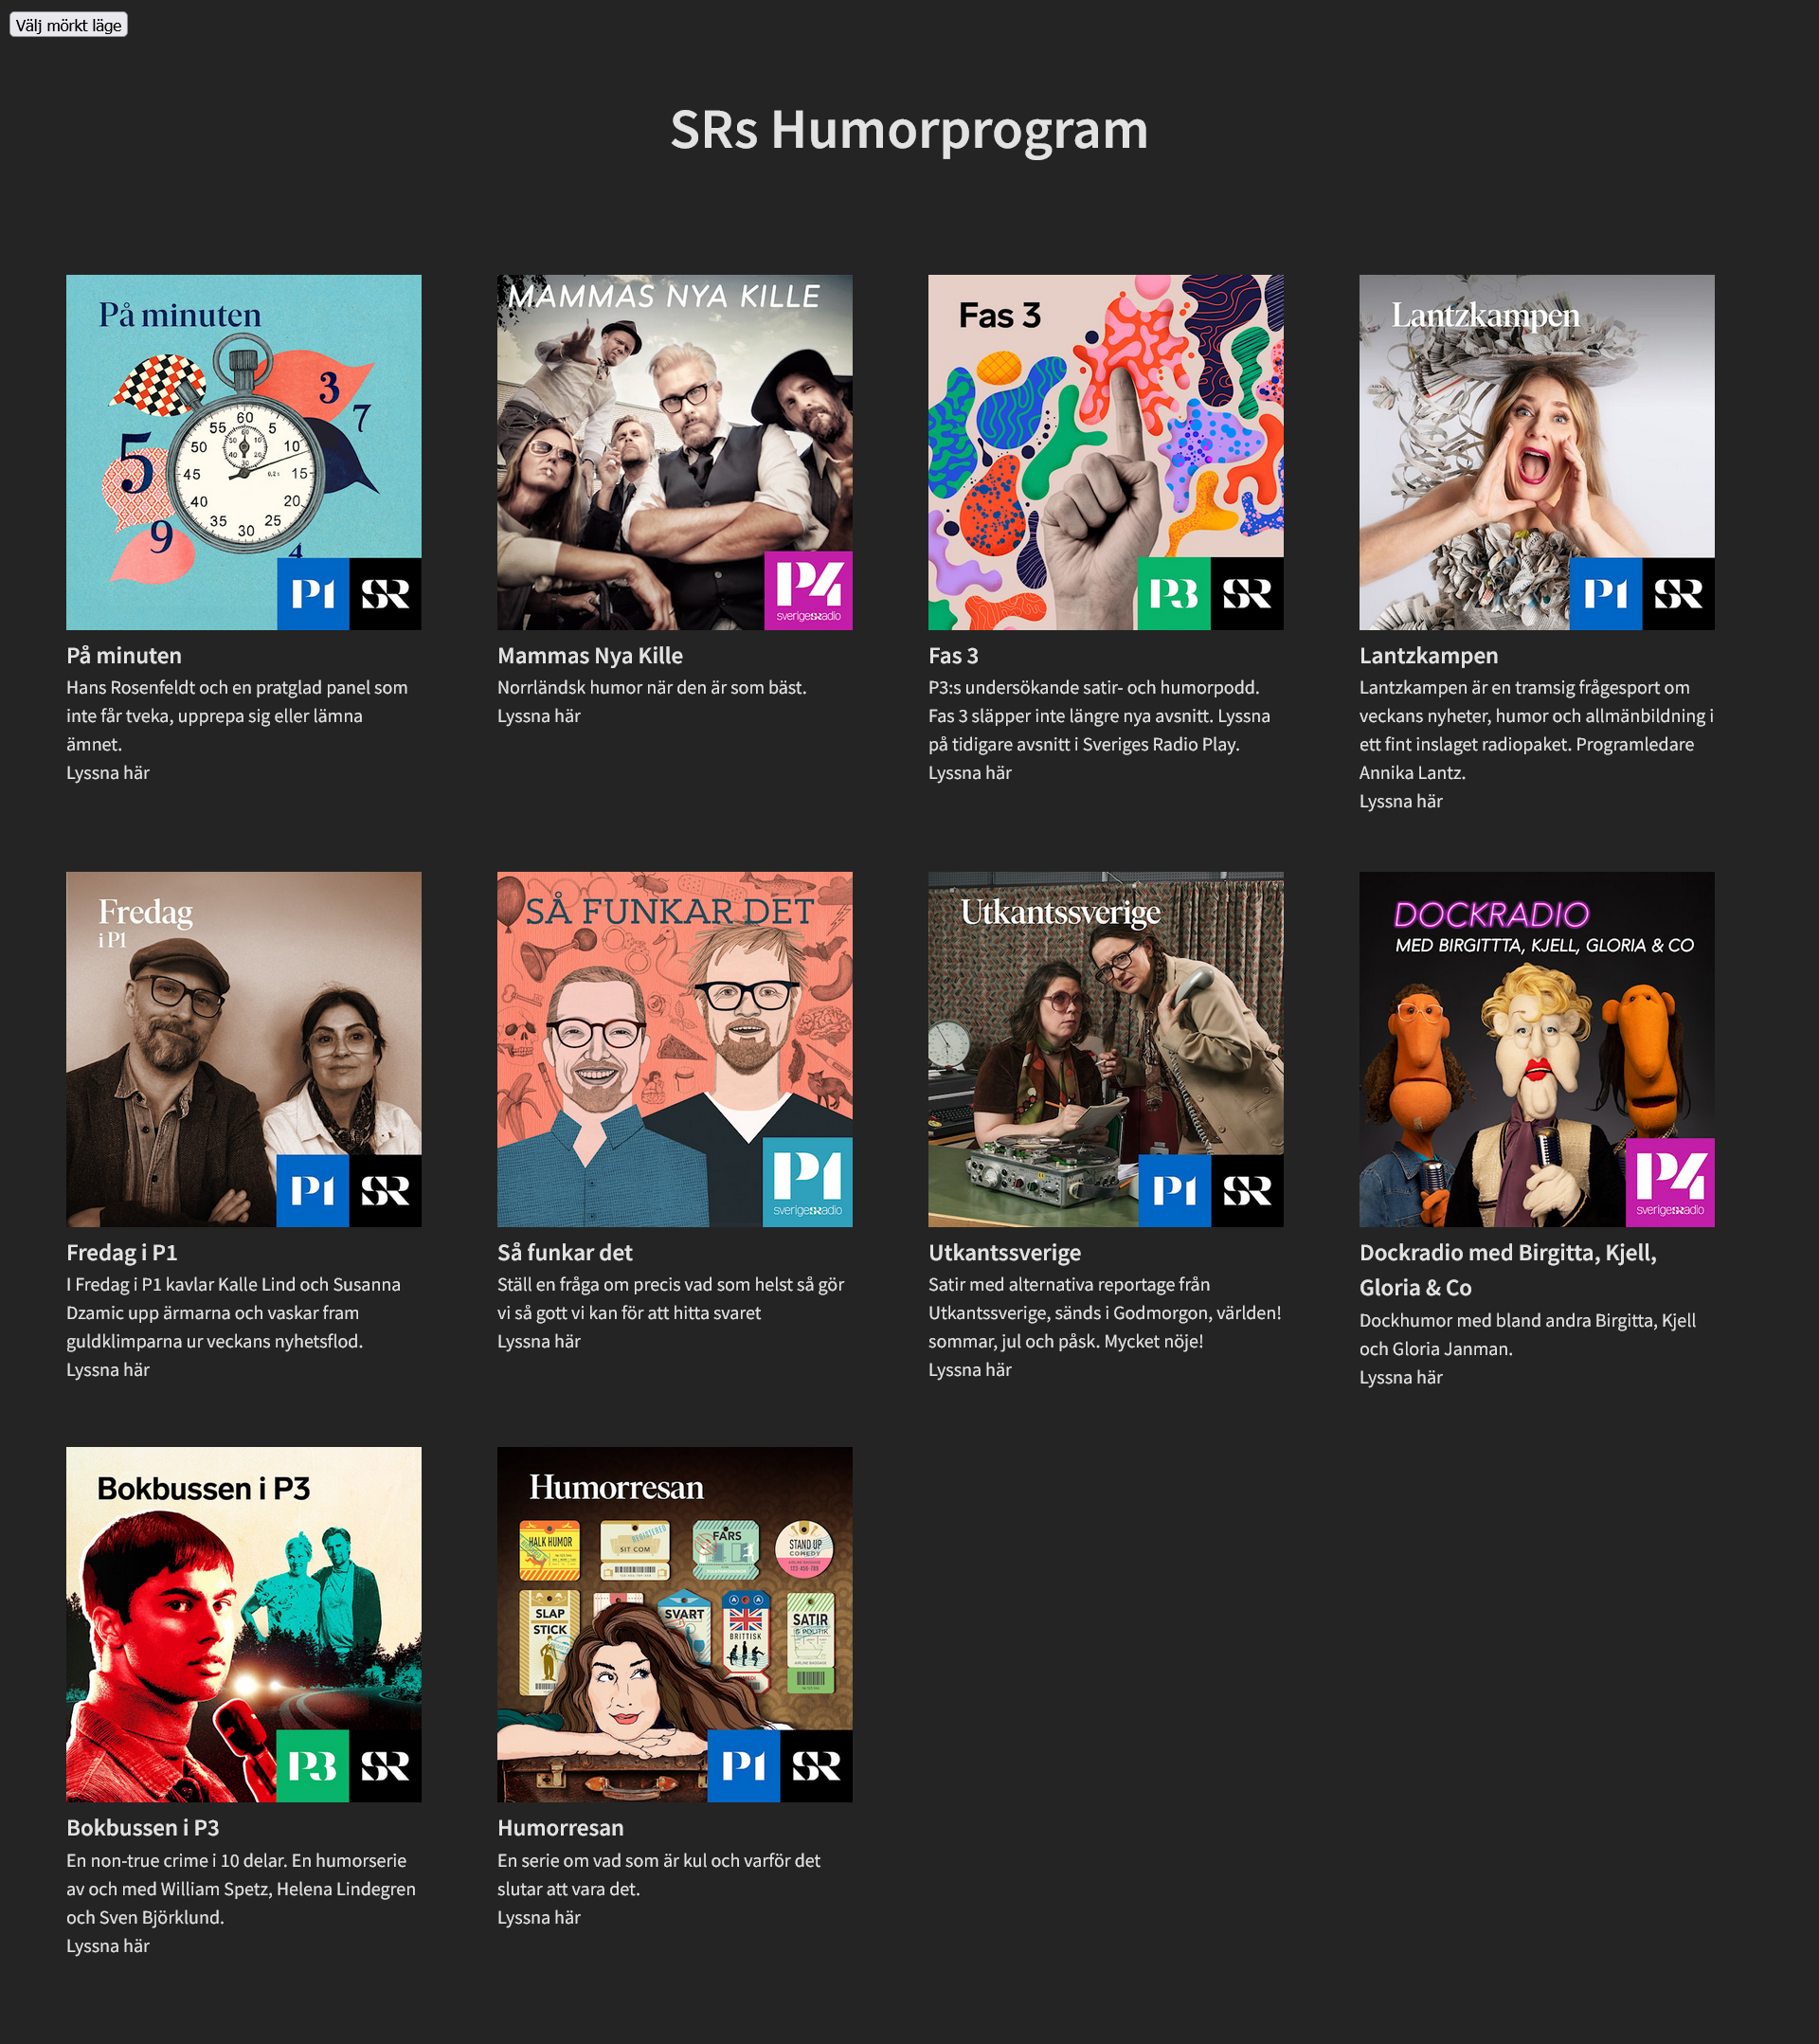 Välj mörkt läge
SRs Humorprogram
På minuten
60
55
5
50
10
45
15
40
20
35
25
30
3
7
5
9
4
P1 SR
På minuten
Hans Rosenfeldt och en pratglad panel som
inte får tveka, upprepa sig eller lämna
ämnet.
Lyssna här
MAMMAS NYA KILLE
P4
sverigesradio
Mammas Nya Kille
Norrländsk humor när den är som bäst.
Lyssna här
Fas 3
P3 SR
Fas 3
P3:s undersökande satir- och humorpodd.
Fas 3 släpper inte längre nya avsnitt. Lyssna
på tidigare avsnitt i Sveriges Radio Play.
Lyssna här
Lantzkampen
P1 SR
Lantzkampen
Lantzkampen är en tramsig frågesport om
veckans nyheter, humor och allmänbildning i
ett fint inslaget radiopaket. Programledare
Annika Lantz.
Lyssna här
Fredag
i P1
P1 SR
Fredag i P1
I Fredag i P1 kavlar Kalle Lind och Susanna
Dzamic upp ärmarna och vaskar fram
guldklimparna ur veckans nyhetsflod.
Lyssna här
SÅ FUNKAR DET
P1
sverigesradio
Så funkar det
Ställ en fråga om precis vad som helst så gör
vi så gott vi kan för att hitta svaret
Lyssna här
Utkantssverige
P1 SR
Utkantssverige
Satir med alternativa reportage från
Utkantssverige, sänds i Godmorgon, världen!
sommar, jul och påsk. Mycket nöje!
Lyssna här
DOCKRADIO
MED BIRGITTTA, KJELL, GLORIA & CO
P4
sverigesradio
Dockradio med Birgitta, Kjell,
Gloria & Co
Dockhumor med bland andra Birgitta, Kjell
och Gloria Janman.
Lyssna här
Bokbussen i P3
P3 SR
Bokbussen i P3
En non-true crime i 10 delar. En humorserie
av och med William Spetz, Helena Lindegren
och Sven Björklund.
Lyssna här
Humorresan
HALK HUMOR
REGISTERED
SIT COM
FARS
STAND UP
COMEDY
SLAP
STICK
SVART
BRITTISK
SATIR
& POLITIK
P1 SR
Humorresan
En serie om vad som är kul och varför det
slutar att vara det.
Lyssna här